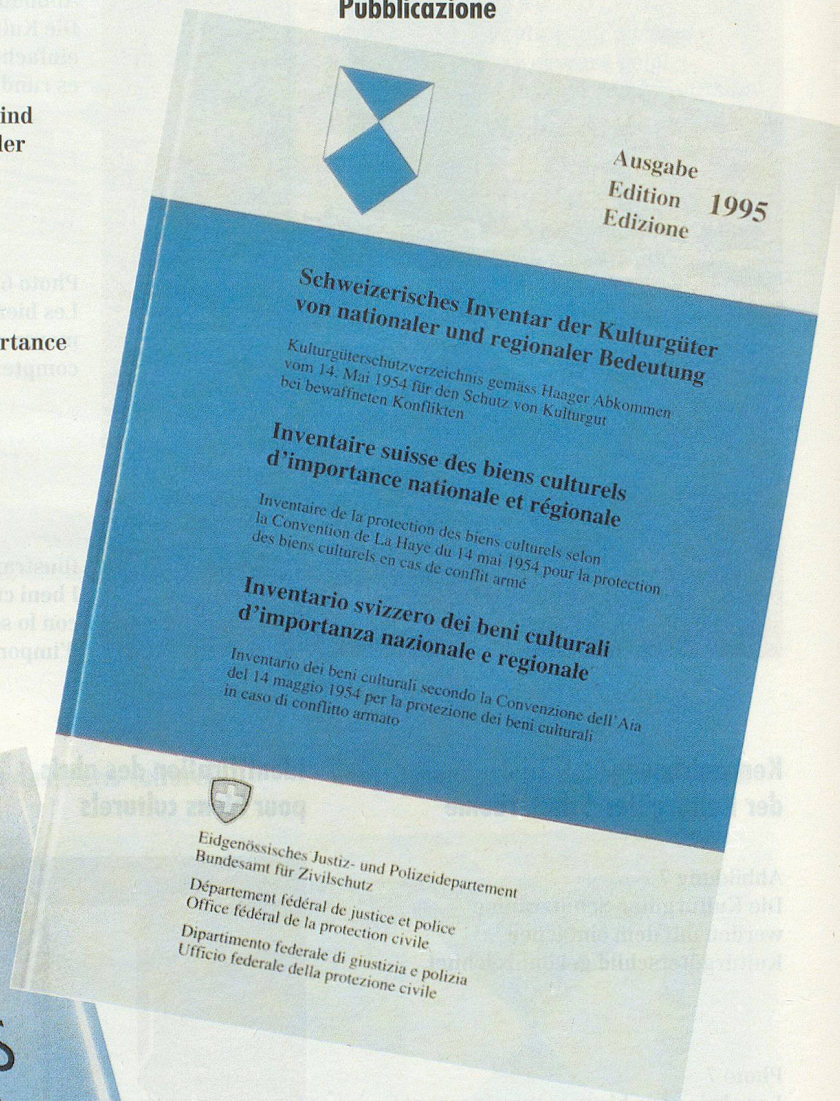 Pubblicazione
ind
ler
rtance
Ausgabe
Edition 1995
Edizione
Schweizerisches Inventar der Kulturgüter
von nationaler und regionaler Bedeutung
Kulturgüterschutzverzeichnis gemäss Haager Abkommen
vom 14. Mai 1954 für den Schutz von Kulturgut
bei bewaffneten Konflikten
Inventaire suisse des biens culturels
d'importance nationale et régionale
Inventaire de la protection des biens culturels selon
la Convention de La Haye du 14 mai 1954 pour la protection
des biens culturels en cas de conflit armé
Inventario svizzero dei beni culturali
d'importanza nazionale e regionale
Inventario dei beni culturali secondo la Convenzione dell'Aia
del 14 maggio 1954 per la protezione dei beni culturali
in caso di conflitto armato
Eidgenössisches Justiz- und Polizeidepartement
Bundesamt für Zivilschutz
Département fédéral de justice et police
Office fédéral de la protection civile
Dipartimento federale di giustizia e polizia
Ufficio federale della protezione civile